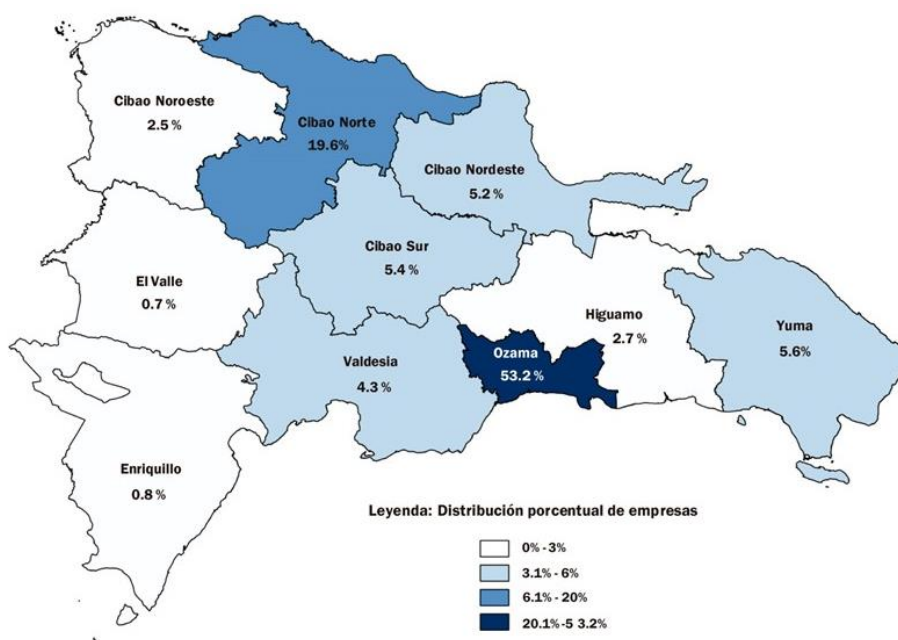 Cibao Noroeste
2.5 %
Cibao Norte
19.6%
Cibao Nordeste
5.2 %
Cibao Sur
5.4 %
El Valle
0.7 %
Higuamo
2.7 %
Yuma
5.6%
Ozama
53.2 %
Valdesia
4.3 %
Enriquillo
0.8 %
Leyenda: Distribución porcentual de empresas
0% - 3%
3.1% - 6%
6.1% - 20%
20.1% -5 3.2%